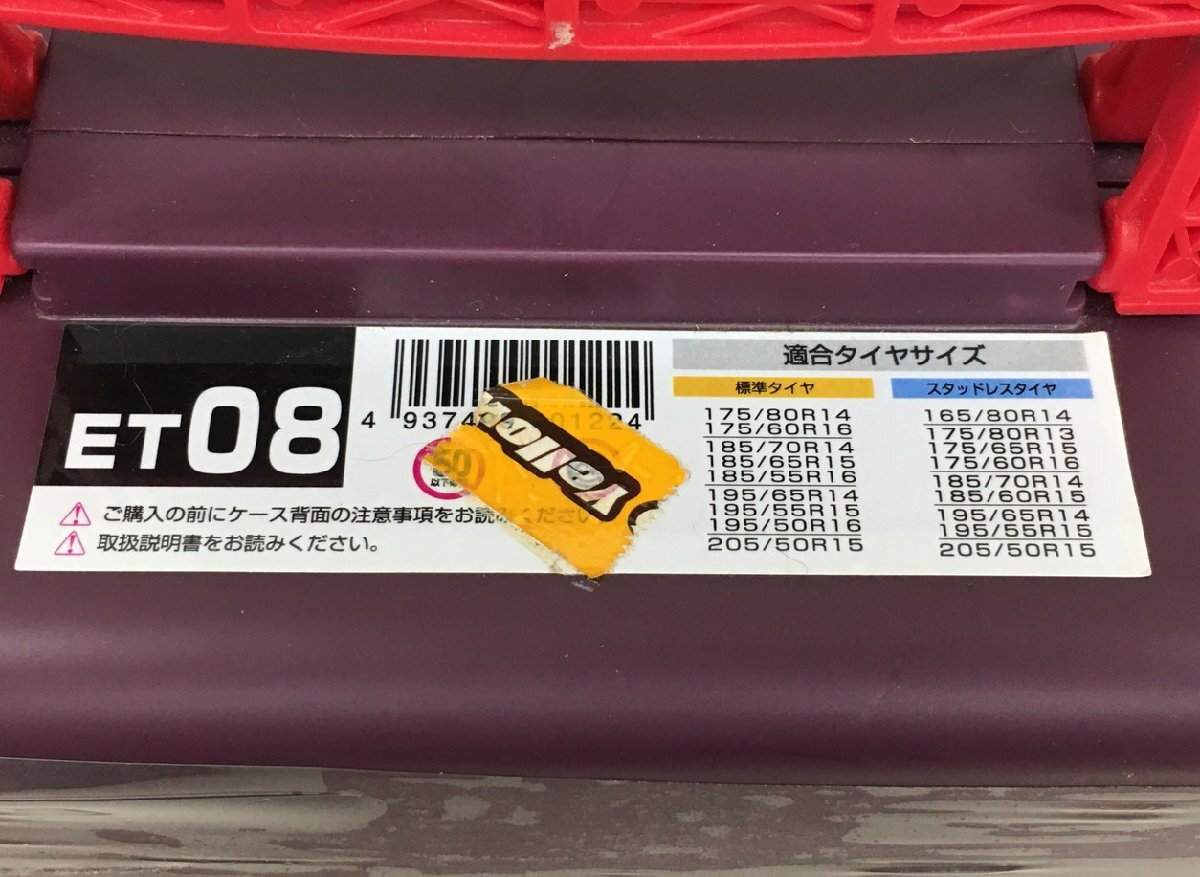 ET08
4 9374 01224
50
以下
ご購入の前にケース背面の注意事項をお読みください
取扱説明書をお読みください。
Yellow
適合タイヤサイズ
標準タイヤ
175/80R14
175/60R16
185/70R14
185/65R15
185/55R16
195/65R14
195/55R15
195/50R16
205/50R15
スタッドレスタイヤ
165/80R14
175/80R13
175/65R15
175/60R16
185/70R14
185/60R15
195/65R14
195/55R15
205/50R15